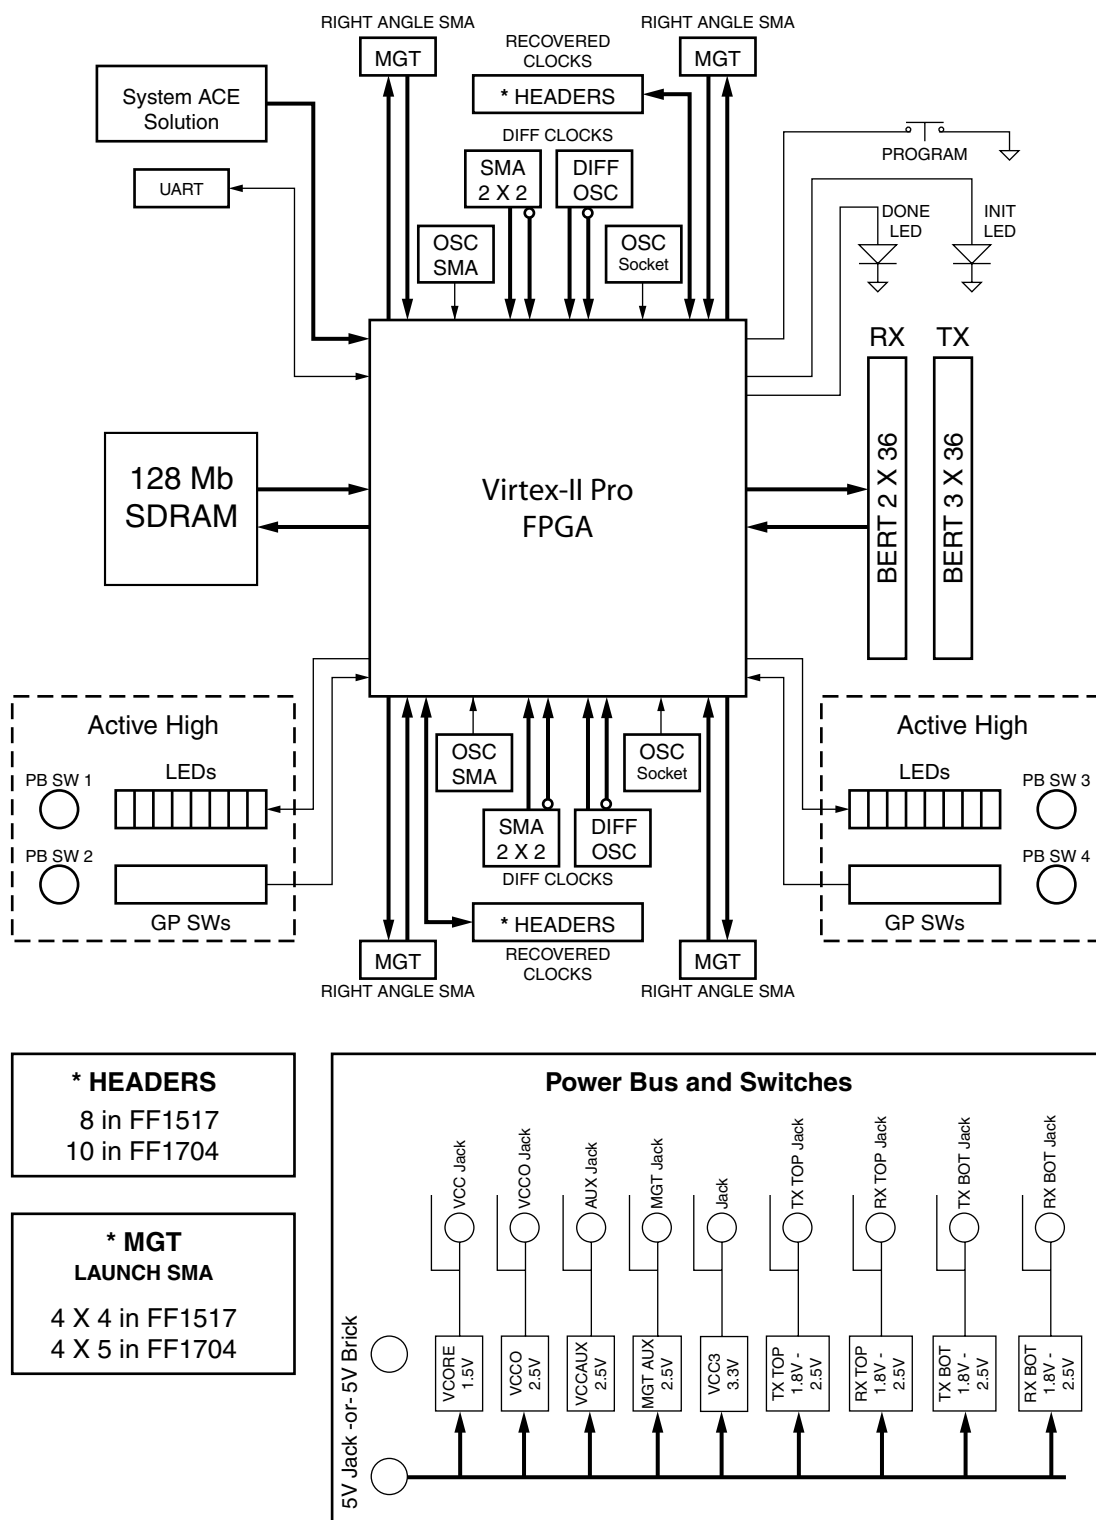 RIGHT ANGLE SMA
MGT
RECOVERED
CLOCKS
* HEADERS
RIGHT ANGLE SMA
MGT
System ACE
Solution
UART
DIFF CLOCKS
SMA
2 X 2
DIFF
OSC
OSC
SMA
OSC
Socket
PROGRAM
DONE
LED
INIT
LED
RX
TX
128 Mb
SDRAM
Virtex-II Pro
FPGA
BERT 2 X 36
BERT 3 X 36
Active High
PB SW 1
LEDs
PB SW 2
GP SWs
OSC
SMA
OSC
Socket
SMA
2 X 2
DIFF
OSC
DIFF CLOCKS
* HEADERS
RECOVERED
CLOCKS
MGT
RIGHT ANGLE SMA
MGT
RIGHT ANGLE SMA
Active High
LEDs
PB SW 3
PB SW 4
GP SWs
* HEADERS
8 in FF1517
10 in FF1704
* MGT
LAUNCH SMA
4 X 4 in FF1517
4 X 5 in FF1704
Power Bus and Switches
5V Jack -or- 5V Brick
VCC Jack
VCCO Jack
AUX Jack
MGT Jack
Jack
TX TOP Jack
RX TOP Jack
TX BOT Jack
RX BOT Jack
VCORE
1.5V
VCCO
2.5V
VCCAUX
2.5V
MGT AUX
2.5V
VCC3
3.3V
TX TOP
1.8V -
2.5V
RX TOP
1.8V -
2.5V
TX BOT
1.8V -
2.5V
RX BOT
1.8V -
2.5V